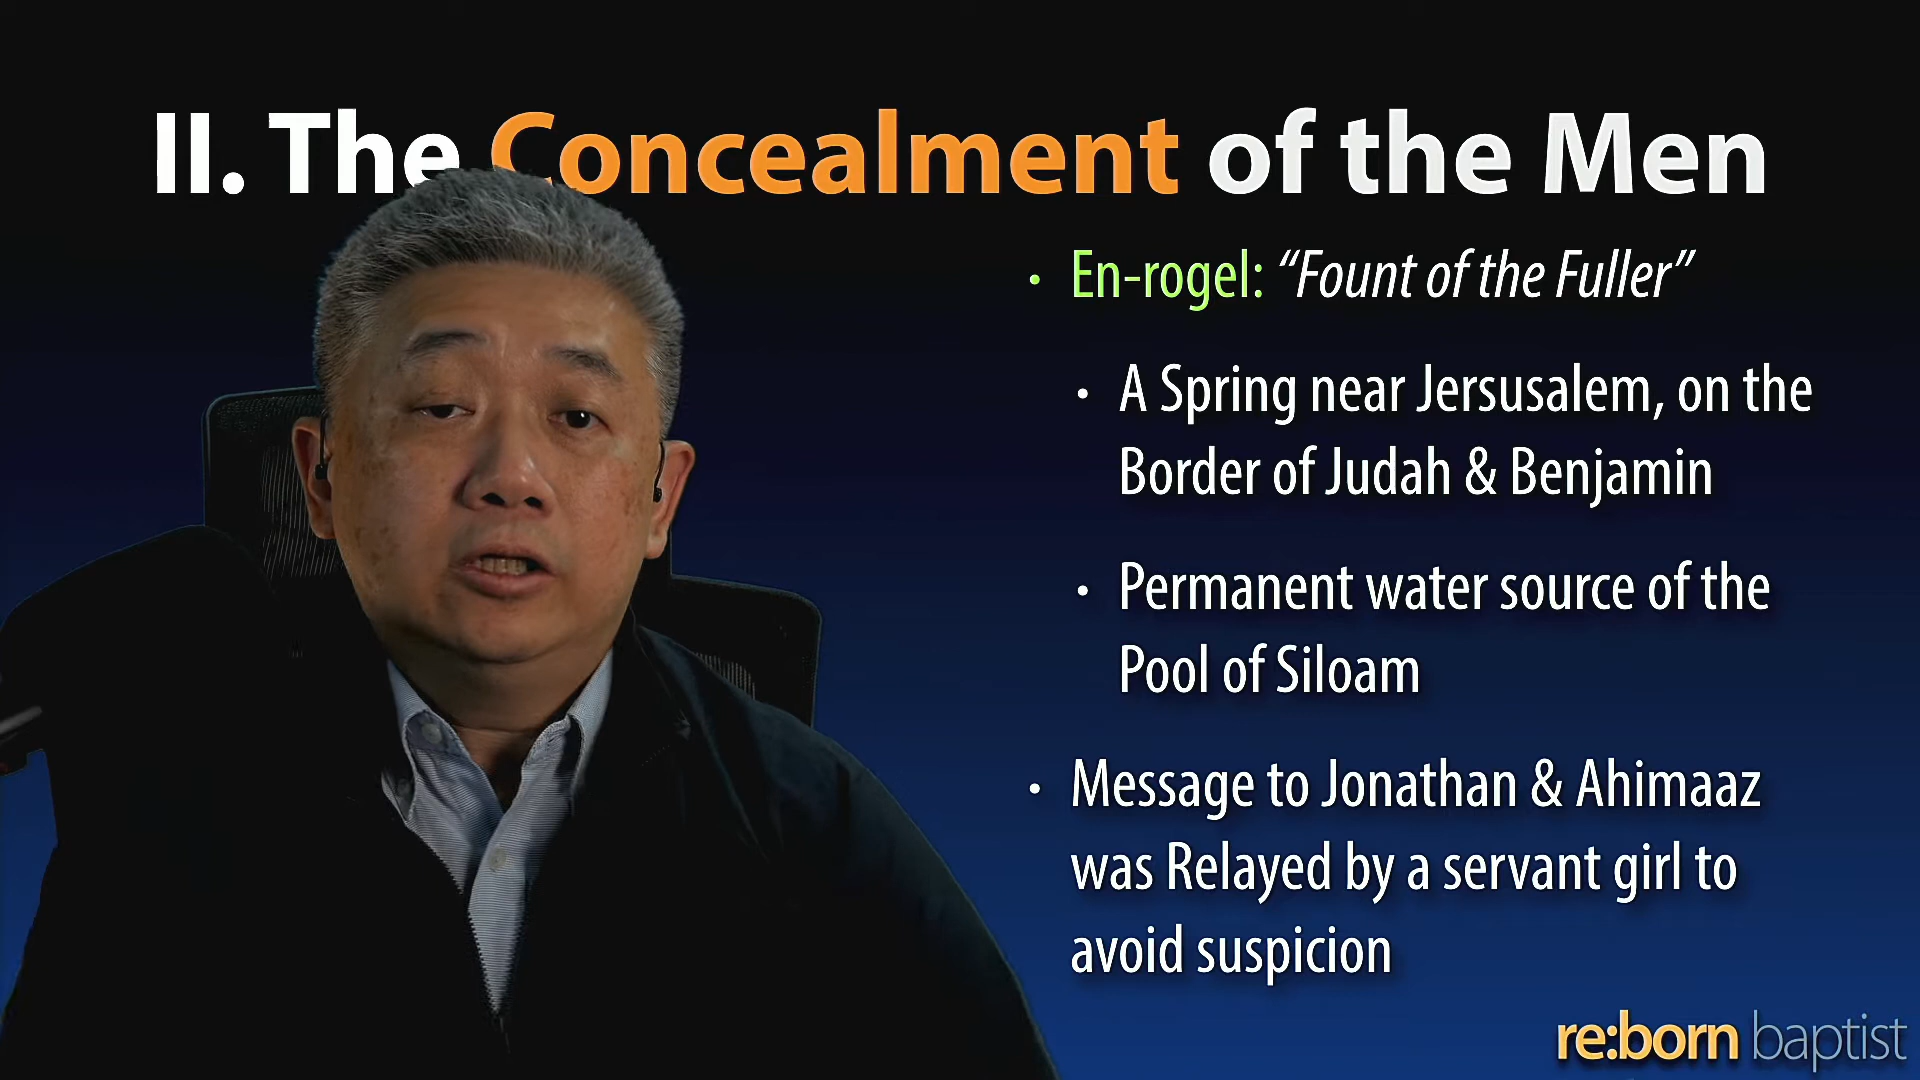 II. The Concealment of the Men
• En-rogel: “Fount of the Fuller”
• A Spring near Jersusalem, on the
Border of Judah & Benjamin
• Permanent water source of the
Pool of Siloam
• Message to Jonathan & Ahimaaz
was Relayed by a servant girl to
avoid suspicion
re:born baptist